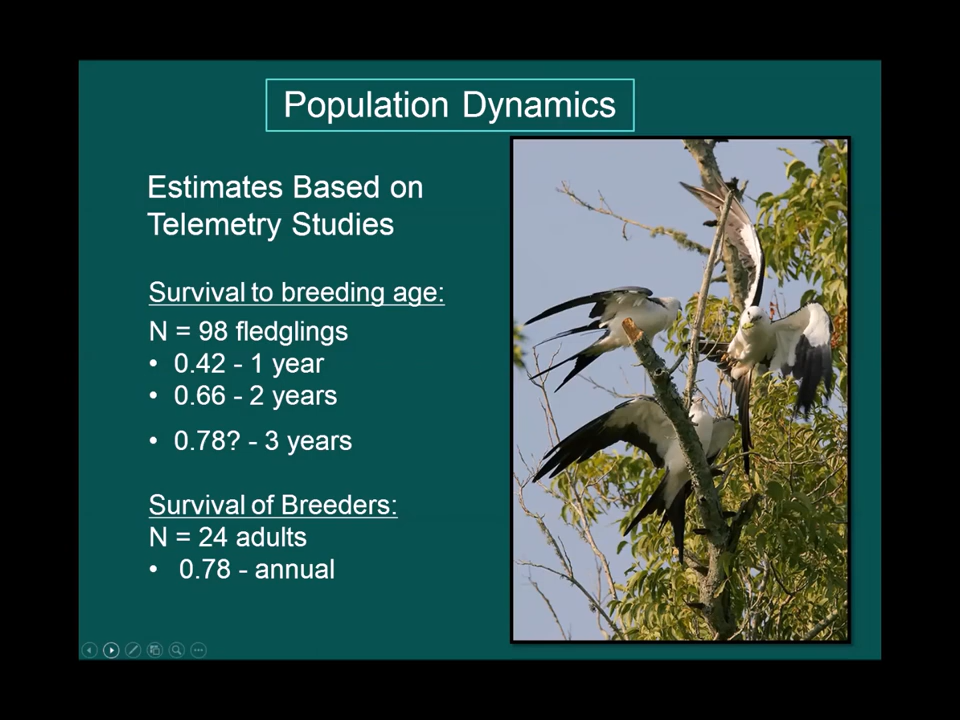 Population Dynamics
Estimates Based on
Telemetry Studies
Survival to breeding age:
N = 98 fledglings
• 0.42 - 1 year
• 0.66 - 2 years
• 0.78? - 3 years
Survival of Breeders:
N = 24 adults
• 0.78 - annual